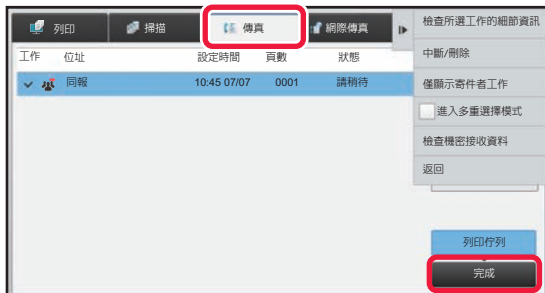 列印 掃描 傳真 網際傳真
工作 位址 設定時間 頁數 狀態
同報 10:45 07/07 0001 請稍待
檢查所選工作的細節資訊
中斷/刪除
僅顯示寄件者工作
進入多重選擇模式
檢查機密接收資料
返回
列印佇列
完成